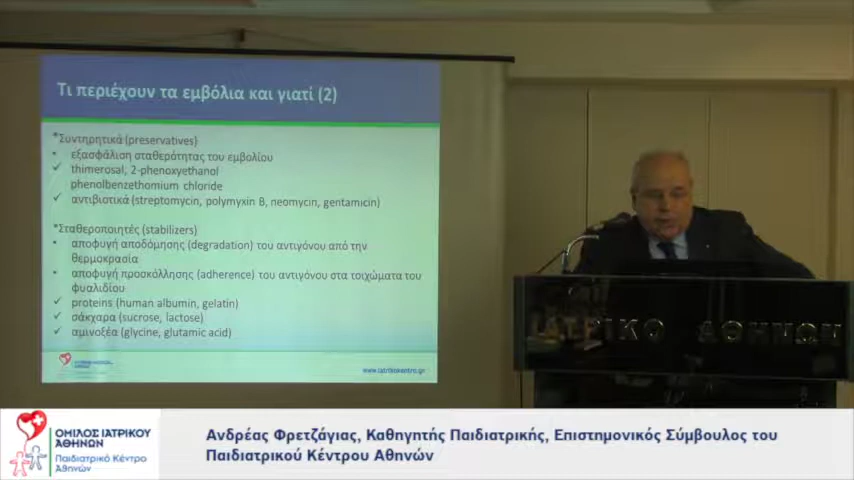 Τι περιέχουν τα εμβόλια και γιατί (2)
*Συντηρητικά (preservatives)
• εξασφάλιση σταθερότητας του εμβολίου
✓ thimerosal, 2-phenoxyethanol
phenolbenzethomium chloride
✓ αντιβιοτικά (streptomycin, polymyxin B, neomycin, gentamicin)
*Σταθεροποιητές (stabilizers)
• αποφυγή αποδόμησης (degradation) του αντιγόνου από την
θερμοκρασία
• αποφυγή προσκόλλησης (adherence) του αντιγόνου στα τοιχώματα του
φυαλιδίου
✓ proteins (human albumin, gelatin)
✓ σάκχαρα (sucrose, lactose)
✓ αμινοξέα (glycine, glutamic acid)
www.iatrikokentro.gr
ΙΑΤΡΙΚΟ ΑΘΗΝΩΝ
ΟΜΙΛΟΣ ΙΑΤΡΙΚΟΥ
ΑΘΗΝΩΝ
Παιδιατρικό Κέντρο
Αθηνών
Ανδρέας Φρετζάγιας, Καθηγητής Παιδιατρικής, Επιστημονικός Σύμβουλος του
Παιδιατρικού Κέντρου Αθηνών